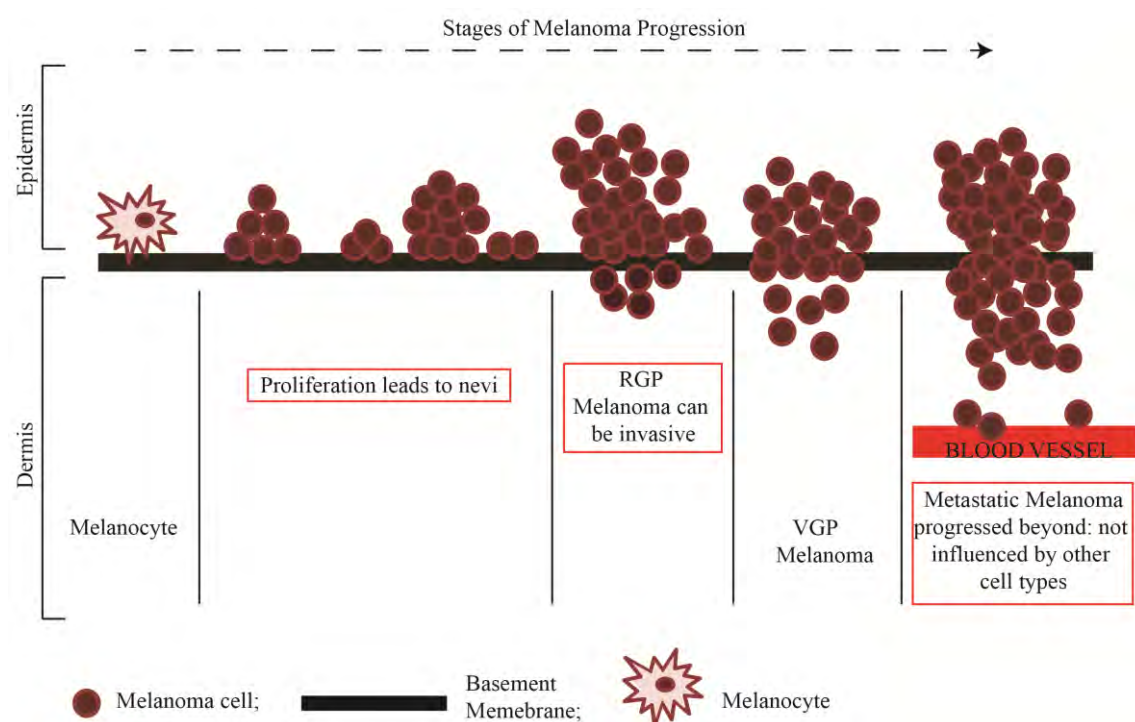 Stages of Melanoma Progression
Epidermis
Dermis
Proliferation leads to nevi
RGP
Melanoma can
be invasive
BLOOD VESSEL
Melanocyte
VGP
Melanoma
Metastatic Melanoma
progressed beyond: not
influenced by other
cell types
Melanoma cell;
Basement
Memebrane;
Melanocyte